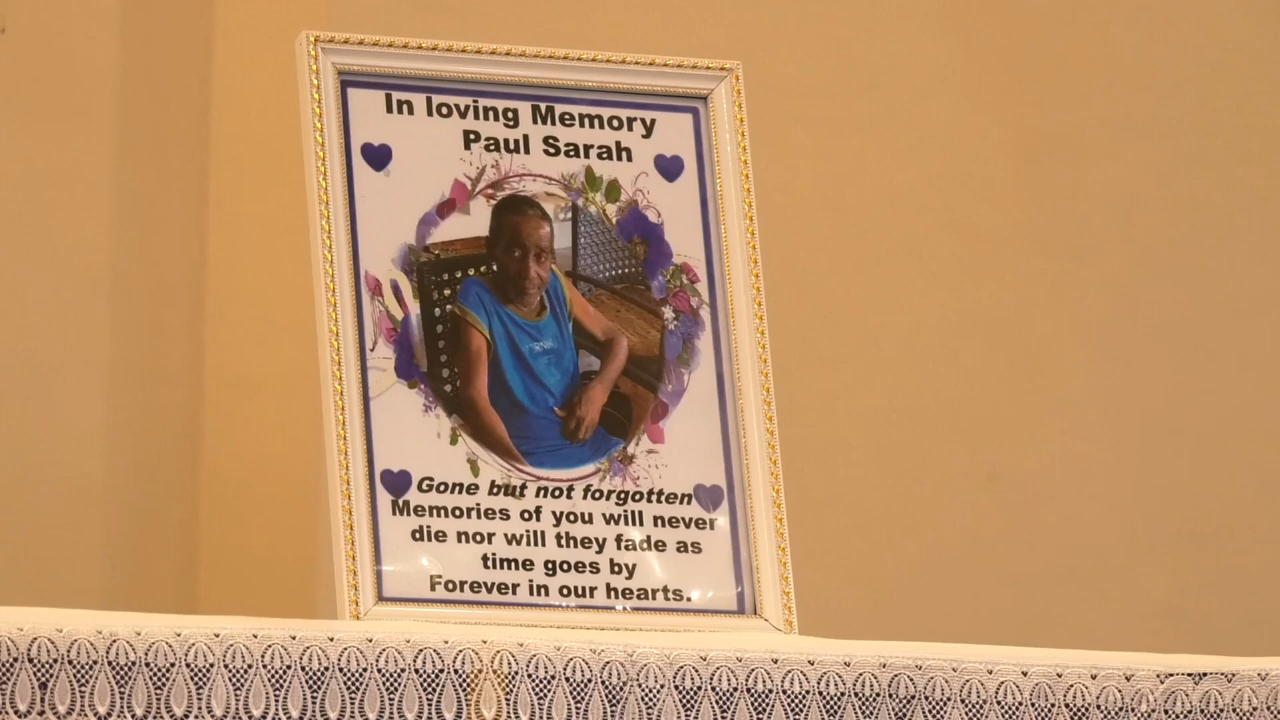 In loving Memory
Paul Sarah
Gone but not forgotten
Memories of you will never
die nor will they fade as
time goes by
Forever in our hearts.